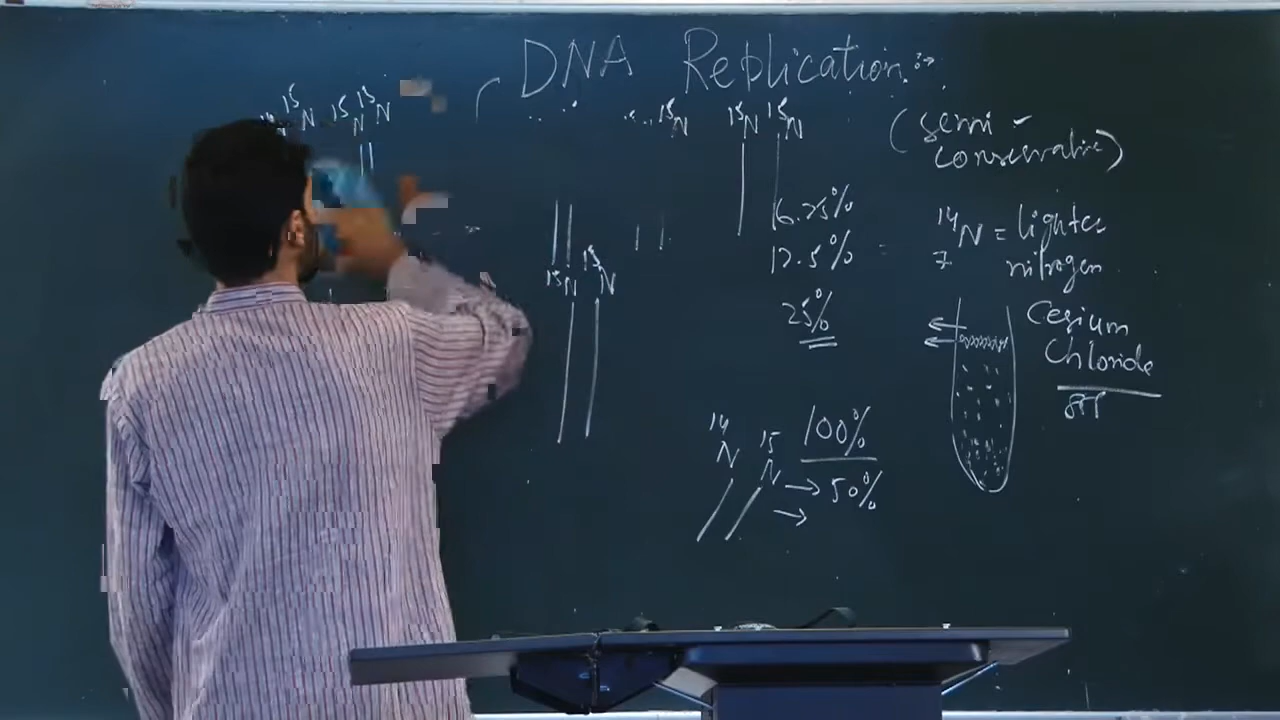 DNA Replication :→
15N 15N 15N
15N 15N 15N
(Semi -
conservative)
16.25%
12.5%
25%
14N = lighter
7 nitrogen
15N 15N
Cesium
Chloride
14N 15N 100%
→ 50%
→